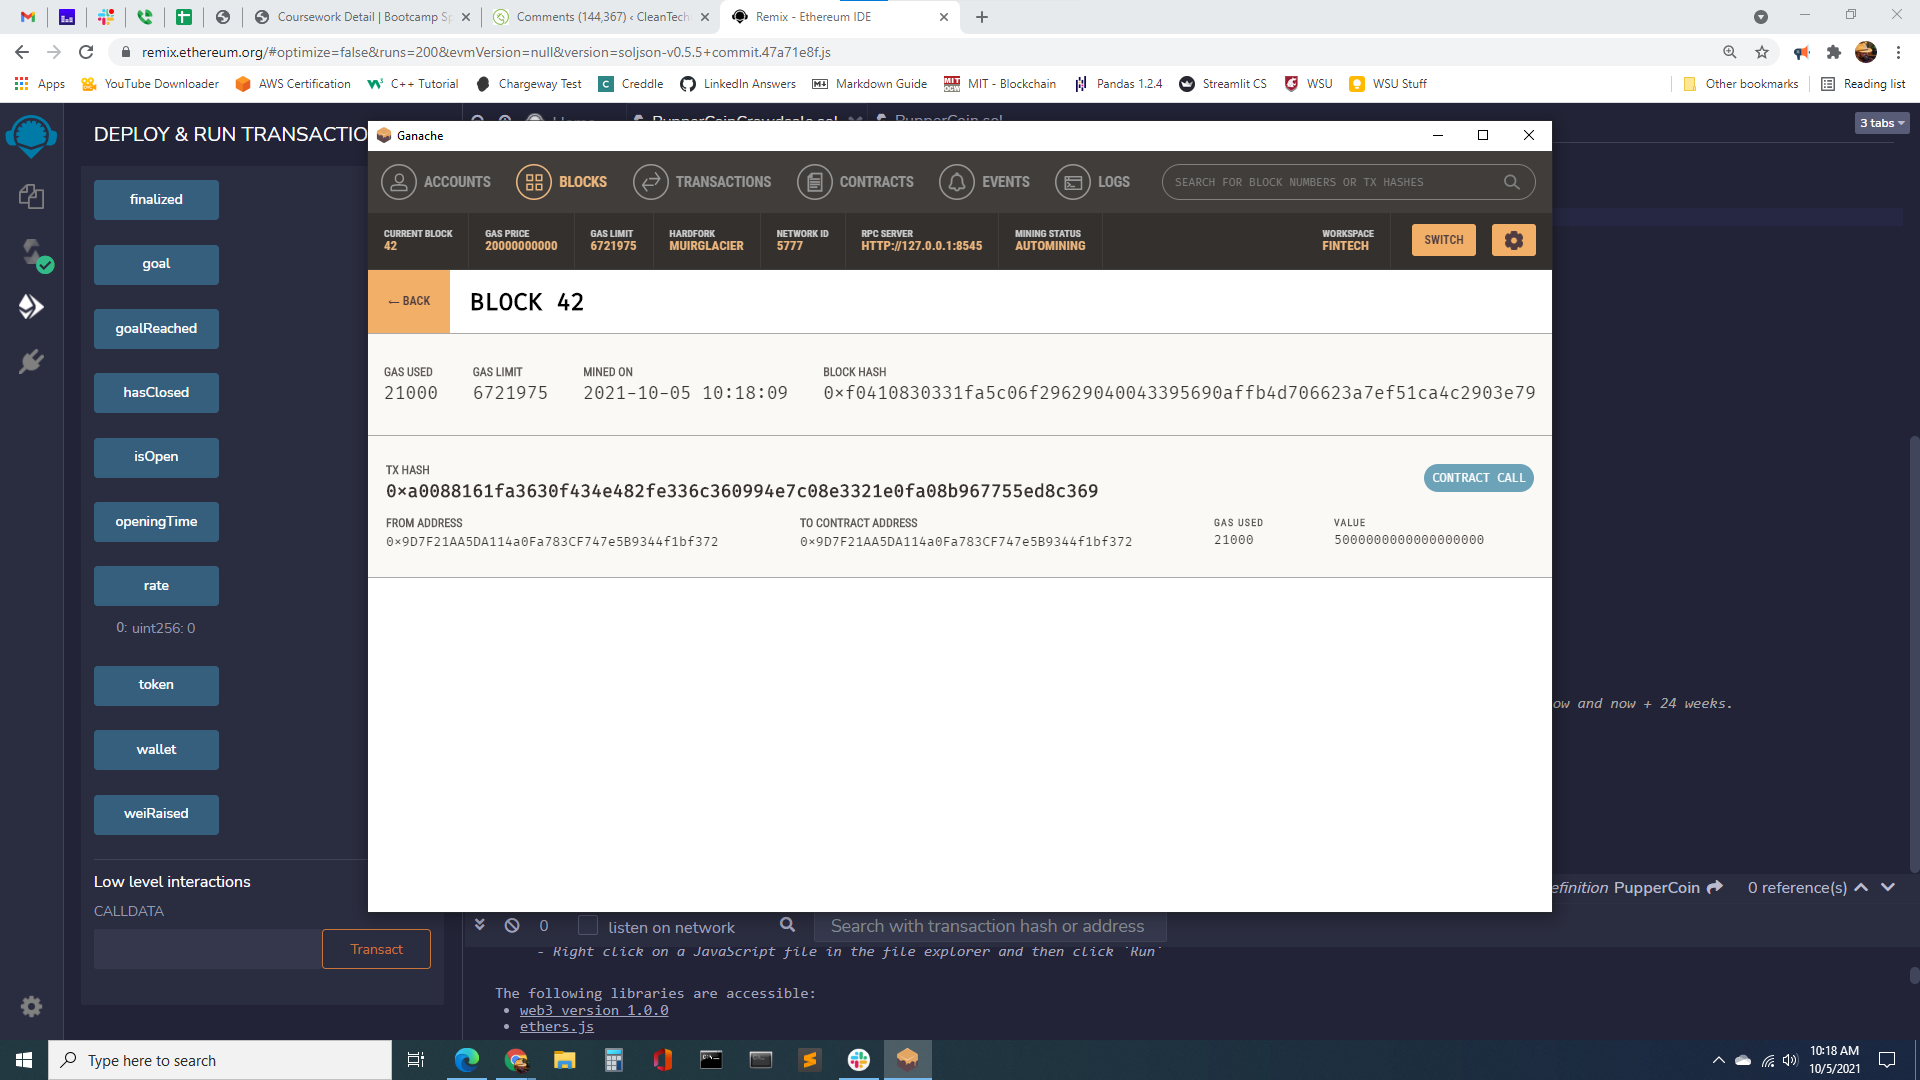 Coursework Detail | Bootcamp Sp
Comments (144,367) ‹ CleanTech
Remix - Ethereum IDE
remix.ethereum.org/#optimize=false&runs=200&evmVersion=null&version=soljson-v0.5.5+commit.47a71e8f.js
Apps YouTube Downloader AWS Certification C++ Tutorial Chargeway Test Creddle LinkedIn Answers Markdown Guide MIT - Blockchain Pandas 1.2.4 Streamlit CS WSU WSU Stuff Other bookmarks Reading list
DEPLOY & RUN TRANSACTIO
Home
PupperCoinCrowdsale.sol
PupperCoin.sol
3 tabs
finalized
goal
goalReached
hasClosed
isOpen
openingTime
rate
0: uint256: 0
token
wallet
weiRaised
Low level interactions
CALLDATA
Transact
Ganache
ACCOUNTS BLOCKS TRANSACTIONS CONTRACTS EVENTS LOGS
SEARCH FOR BLOCK NUMBERS OR TX HASHES
CURRENT BLOCK GAS PRICE GAS LIMIT HARDFORK NETWORK ID RPC SERVER MINING STATUS WORKSPACE
42 20000000000 6721975 MUIRGLACIER 5777 HTTP://127.0.0.1:8545 AUTOMINING FINTECH
SWITCH
← BACK
BLOCK 42
GAS USED GAS LIMIT MINED ON BLOCK HASH
21000 6721975 2021-10-05 10:18:09 0×f0410830331fa5c06f29629040043395690affb4d706623a7ef51ca4c2903e79
TX HASH
0×a0088161fa3630f434e482fe336c360994e7c08e3321e0fa08b967755ed8c369
CONTRACT CALL
FROM ADDRESS TO CONTRACT ADDRESS GAS USED VALUE
0×9D7F21AA5DA114a0Fa783CF747e5B9344f1bf372 0×9D7F21AA5DA114a0Fa783CF747e5B9344f1bf372 21000 5000000000000000000
ow and now + 24 weeks.
efinition PupperCoin 0 reference(s)
0 listen on network Search with transaction hash or address
- Right click on a JavaScript file in the file explorer and then click `Run`
The following libraries are accessible:
• web3 version 1.0.0
• ethers.js
Type here to search
10:18 AM
10/5/2021